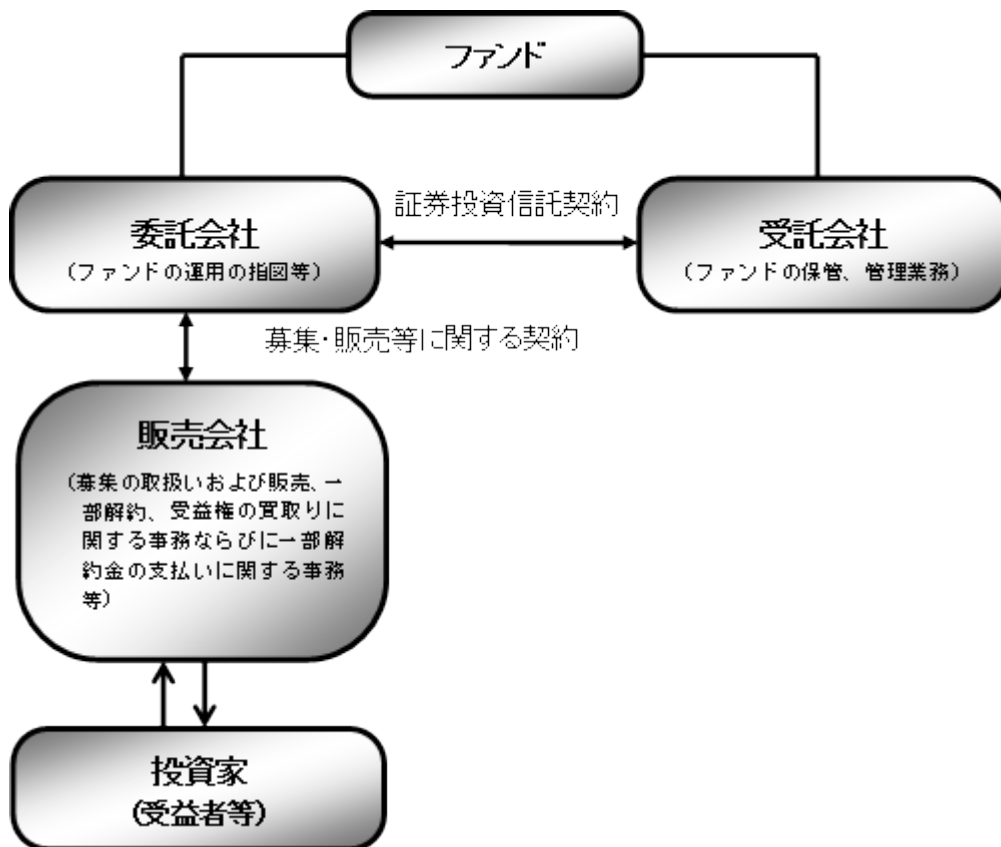 ファンド
証券投資信託契約
委託会社
（ファンドの運用の指図等）
受託会社
（ファンドの保管、管理業務）
募集・販売等に関する契約
販売会社
（募集の取扱いおよび販売、一
部解約、受益権の買取りに
関する事務ならびに一部解
約金の支払いに関する事務
等）
投資家
（受益者等）